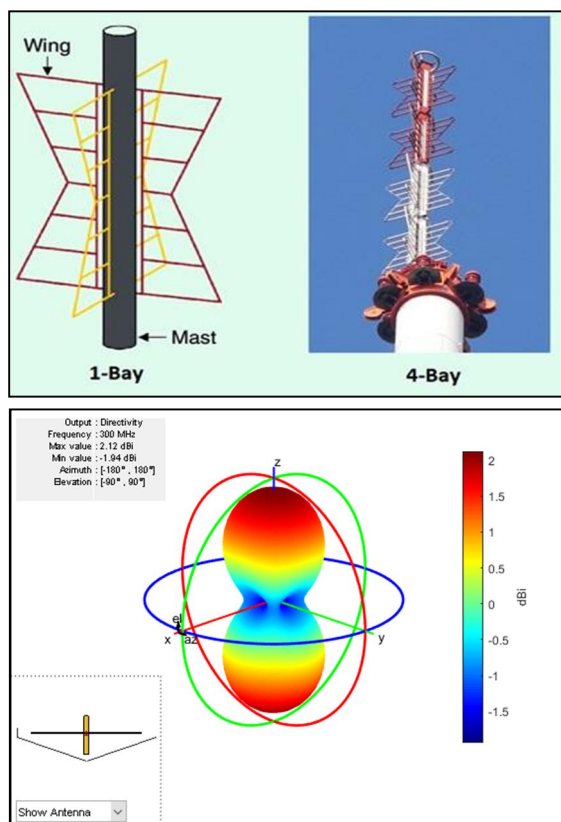 Wing
Mast
1-Bay
4-Bay
Output : Directivity
Frequency : 300 MHz
Max value : 2.12 dBi
Min value : -1.94 dBi
Azimuth : [-180° , 180°]
Elevation : [-90° , 90°]
z
2
1.5
1
0.5
0
-0.5
-1
-1.5
dBi
el
x
az
y
Show Antenna